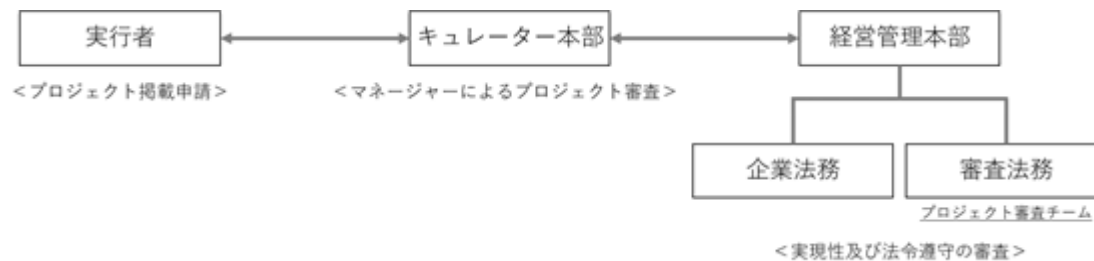 実行者
キュレーター本部
経営管理本部
<プロジェクト掲載申請>
<マネージャーによるプロジェクト審査>
企業法務
審査法務
プロジェクト審査チーム
<実現性及び法令遵守の審査>